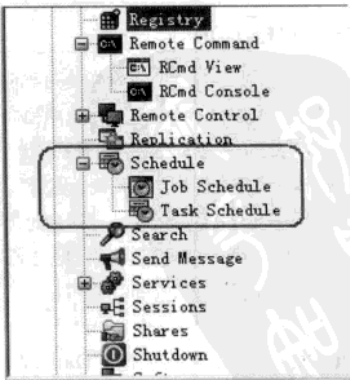 Registry
Remote Command
RCmd View
RCmd Console
Remote Control
Replication
Schedule
Job Schedule
Task Schedule
Search
Send Message
Services
Sessions
Shares
Shutdown